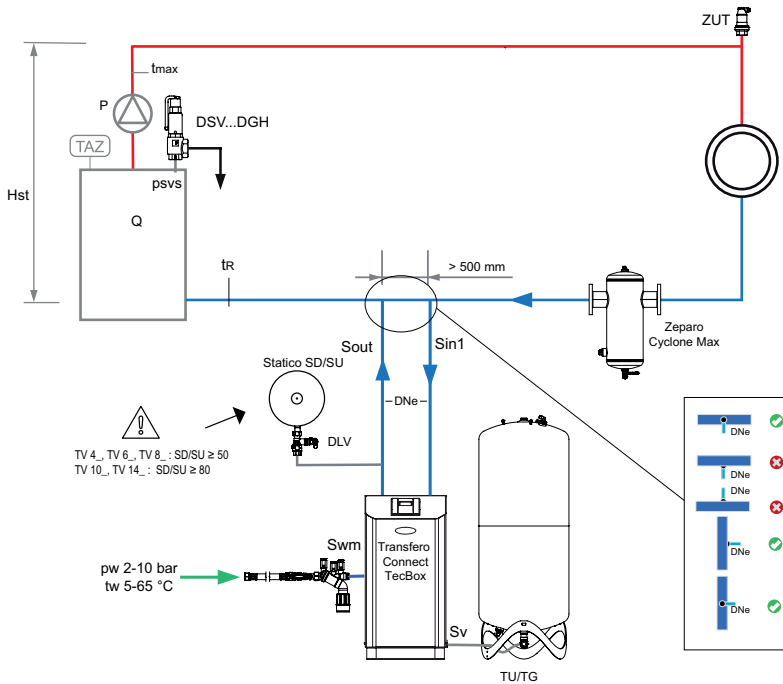 ZUT
tmax
P
DSV...DGH
TAZ
psvs
Hst
Q
tR
> 500 mm
Zeparo
Cyclone Max
Sout
Sin1
Statico SD/SU
DNe
DLV
TV 4_, TV 6_, TV 8_ : SD/SU ≥ 50
TV 10_, TV 14_ : SD/SU ≥ 80
DNe
DNe
DNe
DNe
DNe
Swm
Transfero
Connect
TecBox
pw 2-10 bar
tw 5-65 °C
Sv
TU/TG